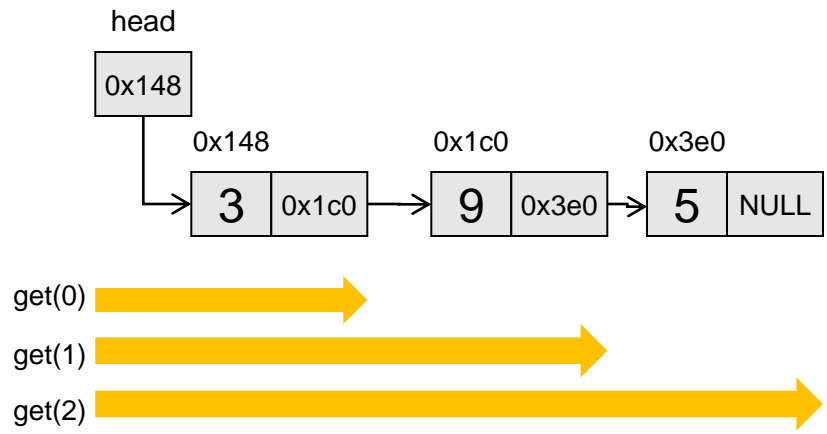 head
0x148
0x148 0x1c0 0x3e0
3 0x1c0 9 0x3e0 5 NULL
get(0)
get(1)
get(2)